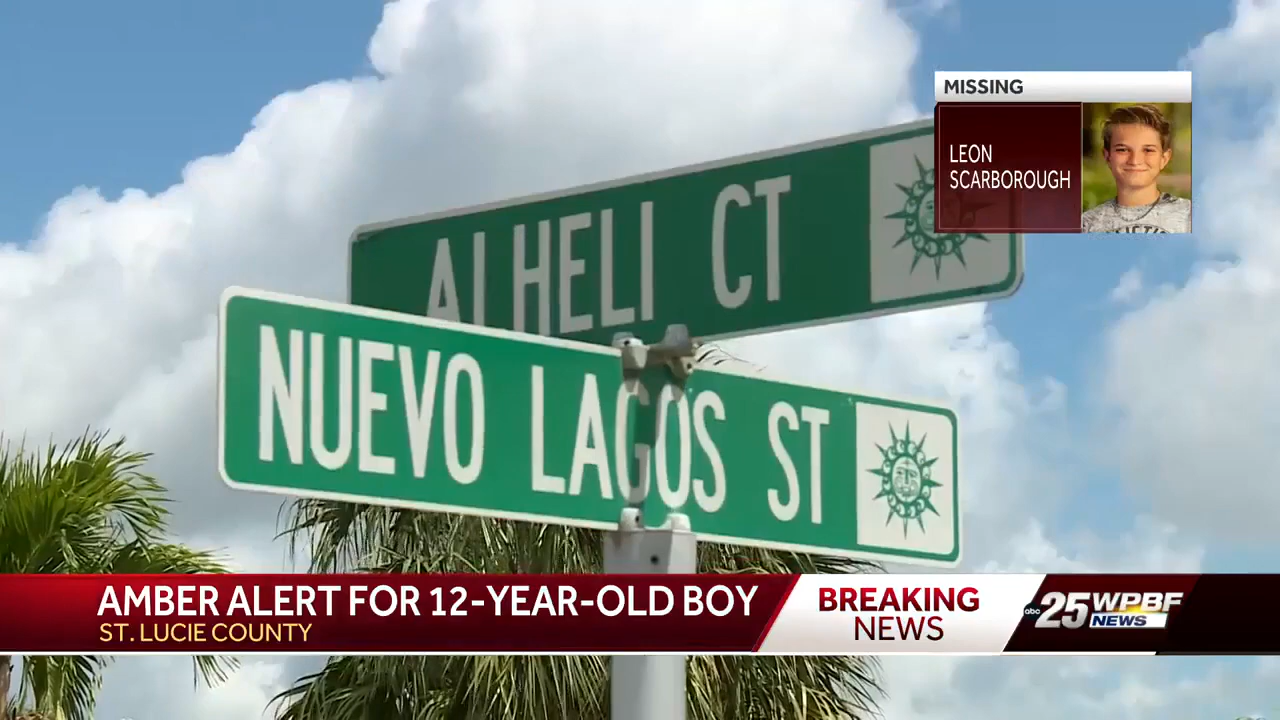 MISSING
LEON
SCARBOROUGH
ALHELI CT
NUEVO LAGOS ST
AMBER ALERT FOR 12-YEAR-OLD BOY
ST. LUCIE COUNTY
BREAKING
NEWS
abc 25 WPBF
NEWS